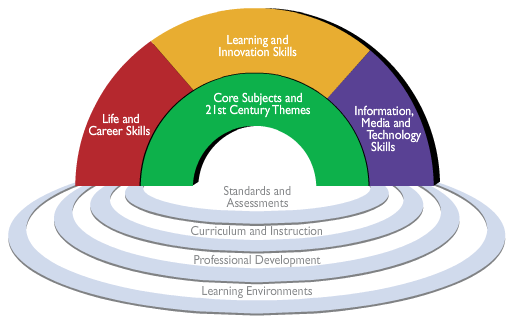 Learning and
Innovation Skills
Core Subjects and
21st Century Themes
Life and
Career Skills
Information,
Media and
Technology
Skills
Standards and
Assessments
Curriculum and Instruction
Professional Development
Learning Environments